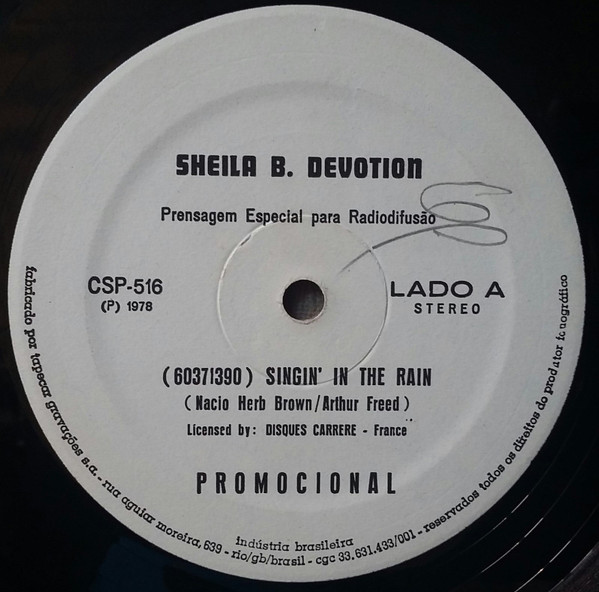 SHEILA B. DEVOTION
Prensagem Especial para Radiodifusão
CSP-516
(P) 1978
LADO A
STEREO
(60371390) SINGIN' IN THE RAIN
(Nacio Herb Brown/Arthur Freed)
Licensed by: DISQUES CARRERE - France
PROMOCIONAL
indústria brasileira
fabricado por tapecar gravações s.a. - rua aguiar moreira, 639 - rio/gb/brasil - cgc 33.631.433/001 - reservados todos os direitos do produtor fonográfico